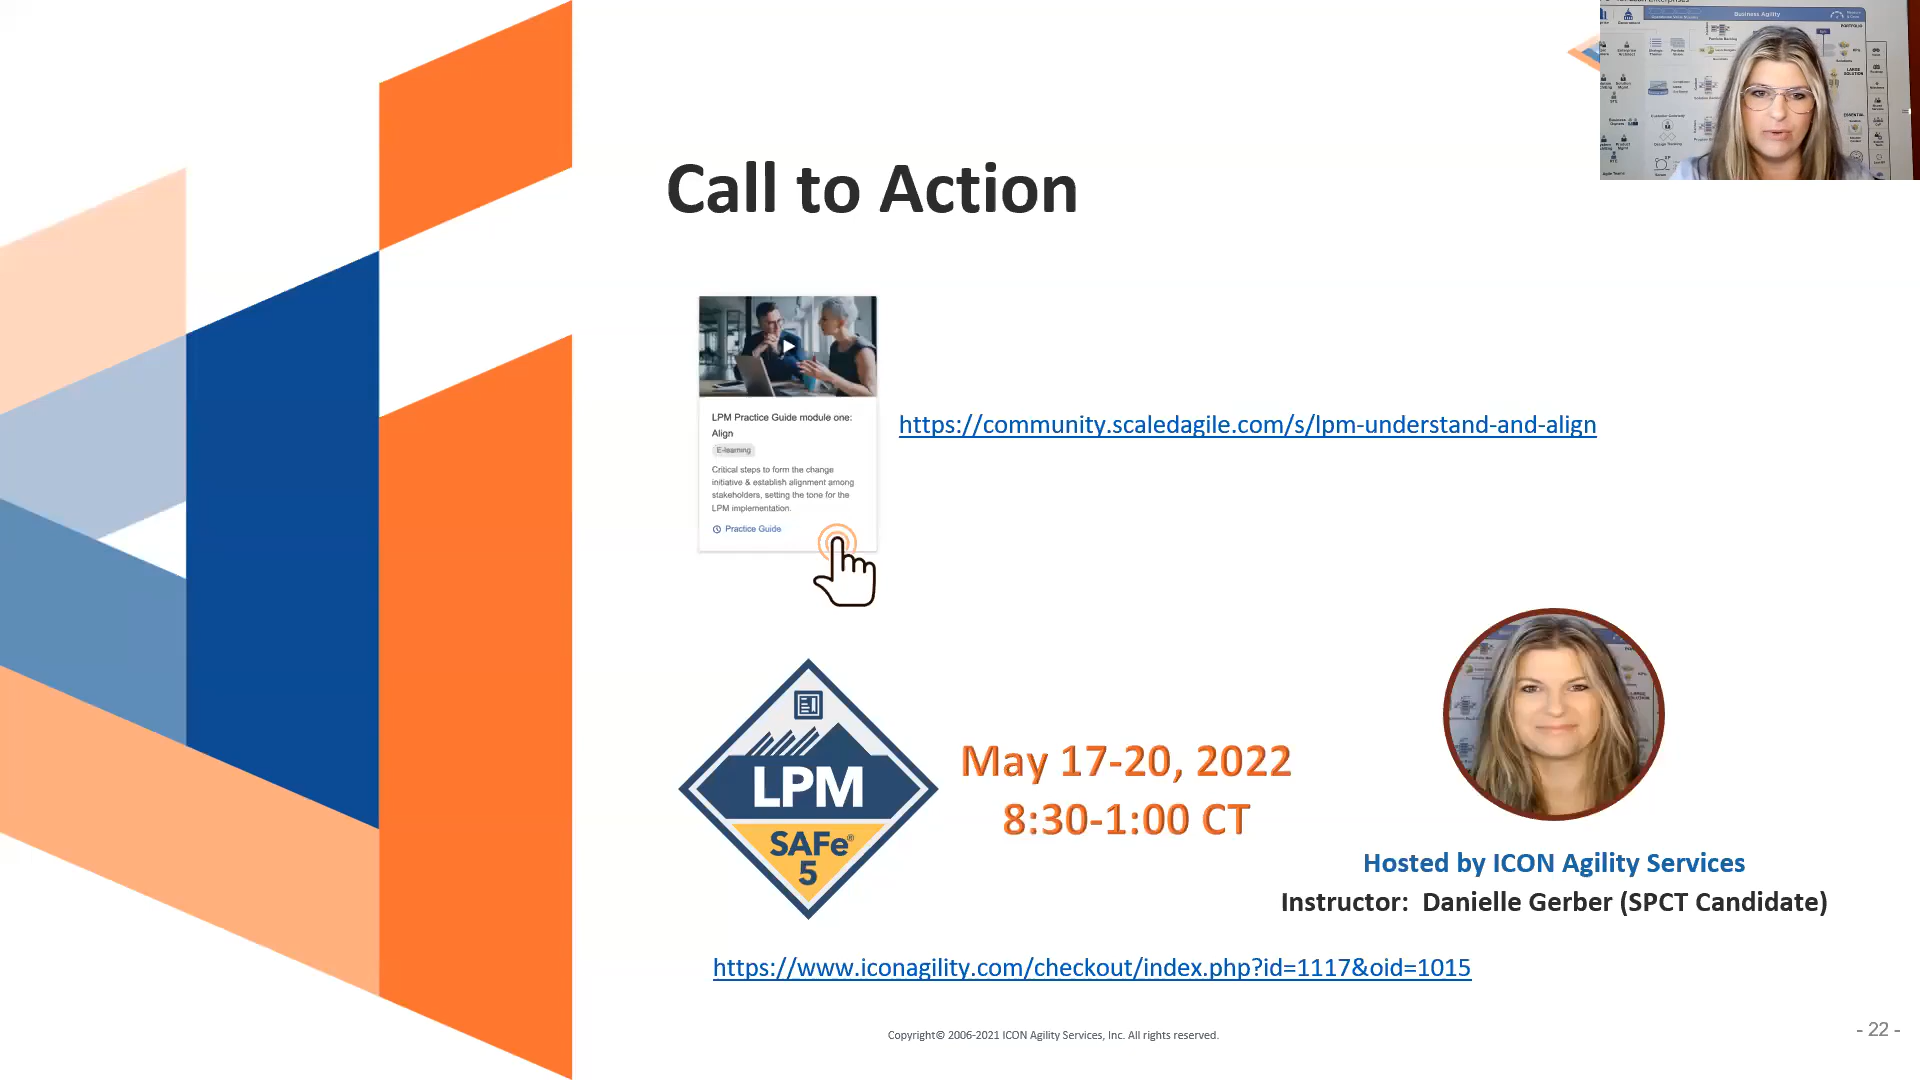 Business Agility
PORTFOLIO
LARGE
SOLUTION
ESSENTIAL
Call to Action
LPM Practice Guide module one:
Align
E-learning
Critical steps to form the change
initiative & establish alignment among
stakeholders, setting the tone for the
LPM implementation.
Practice Guide
https://community.scaledagile.com/s/lpm-understand-and-align
LPM
SAFe®
5
May 17-20, 2022
8:30-1:00 CT
Hosted by ICON Agility Services
Instructor: Danielle Gerber (SPCT Candidate)
https://www.iconagility.com/checkout/index.php?id=1117&oid=1015
Copyright© 2006-2021 ICON Agility Services, Inc. All rights reserved.
- 22 -